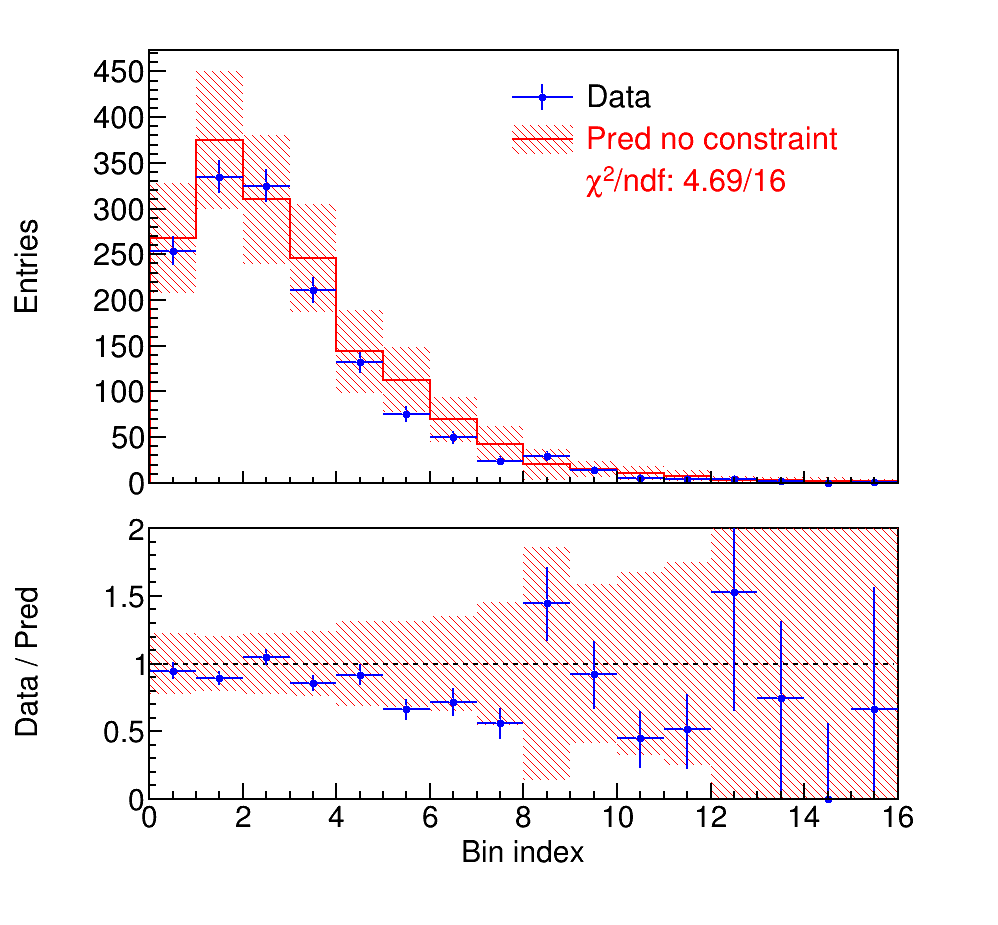 450
400
350
300
250
200
150
100
50
0
Entries
Data
Pred no constraint
χ²/ndf: 4.69/16
2
1.5
1
0.5
0
Data / Pred
0 2 4 6 8 10 12 14 16
Bin index